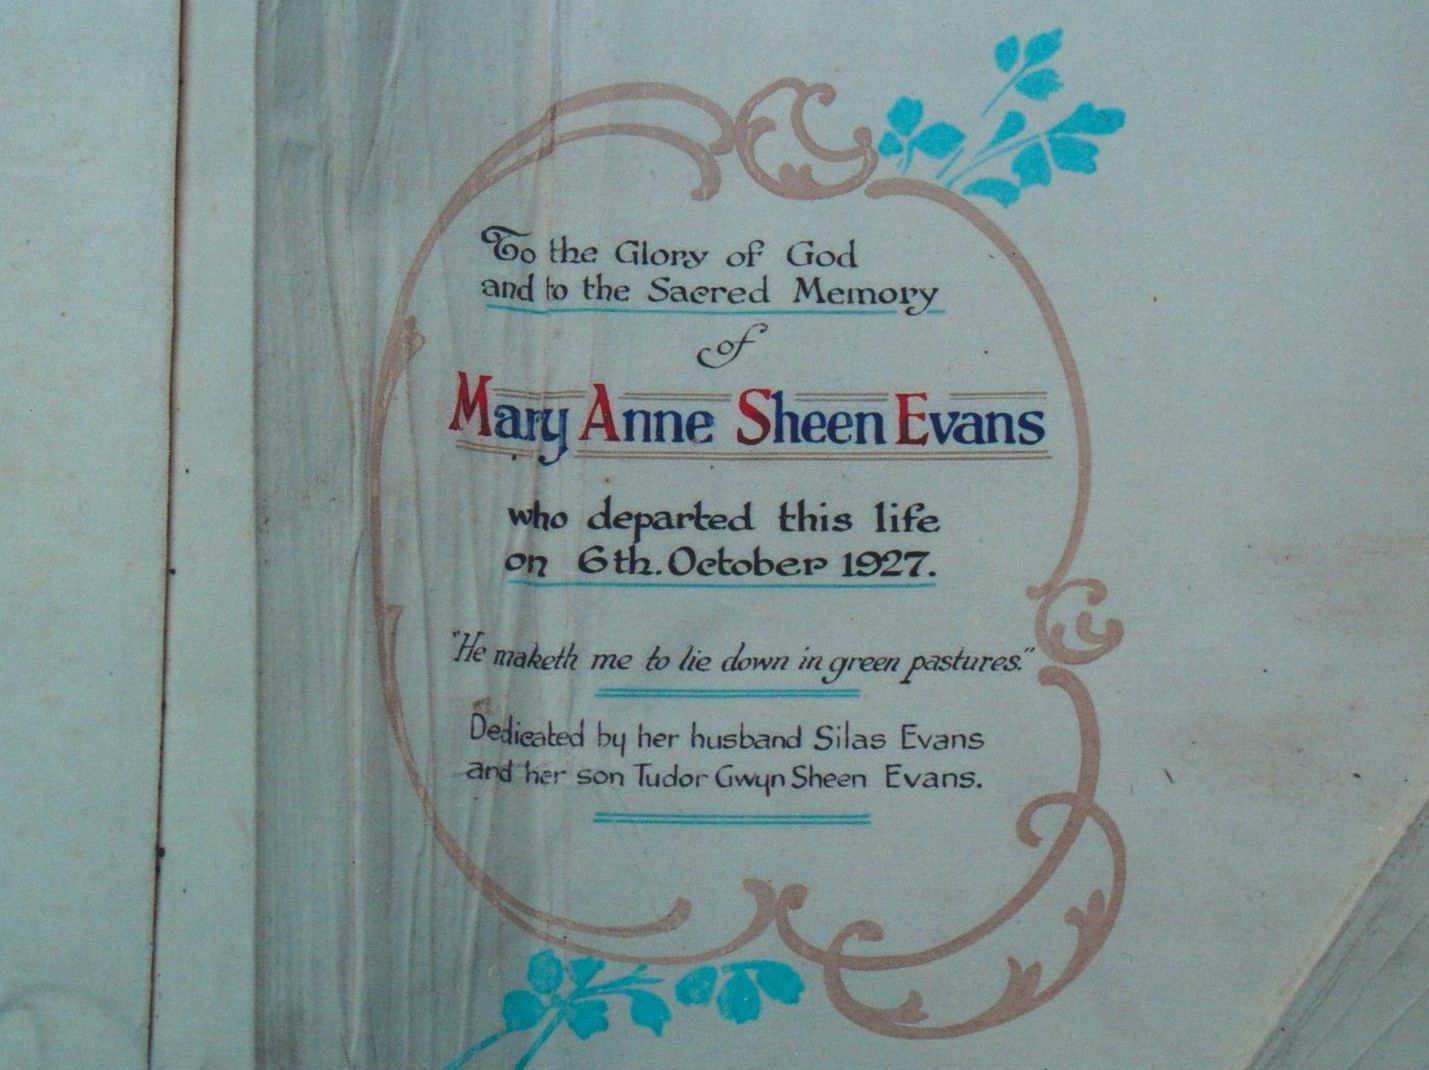 To the Glory of God
and to the Sacred Memory
of
Mary Anne Sheen Evans
who departed this life
on 6th. October 1927.
"He maketh me to lie down in green pastures."
Dedicated by her husband Silas Evans
and her son Tudor Gwyn Sheen Evans.